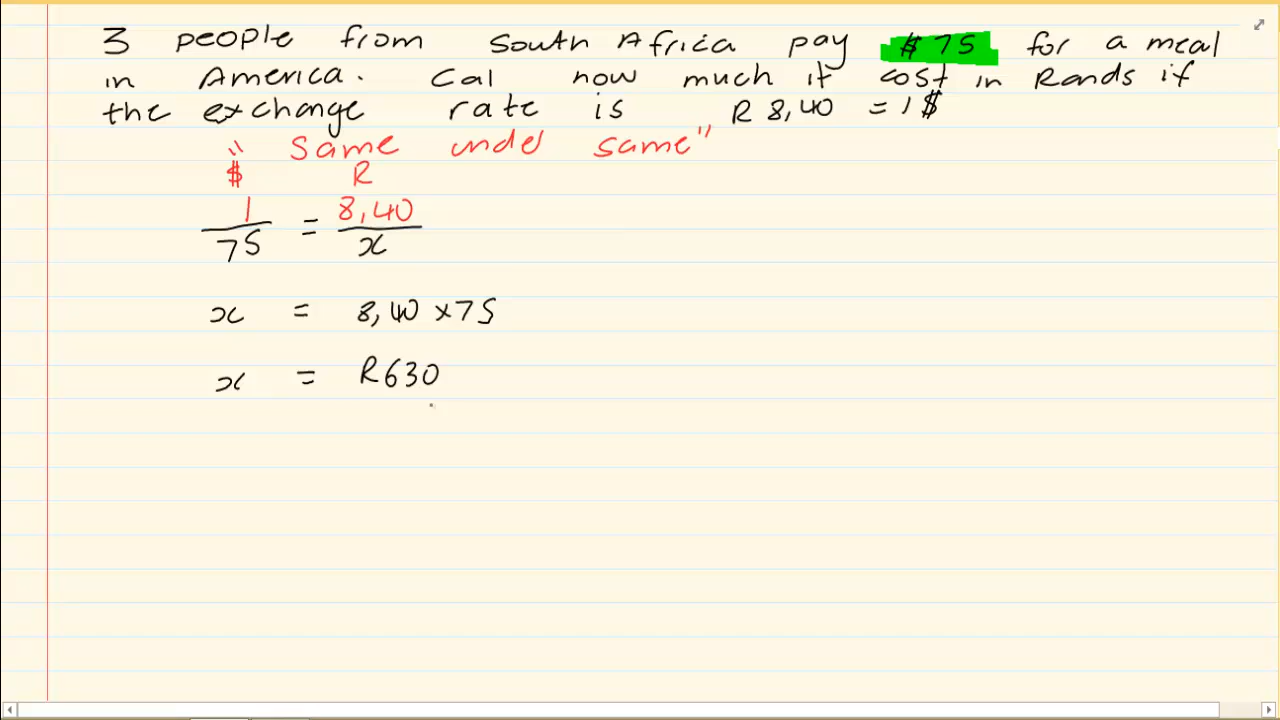 3 people from South Africa pay $75 for a meal
in America. Cal how much it cost in Rands if
the exchange rate is R 8,40 = 1$
"Same under same"
$ R
1/75 = 8,40/x
x = 8,40 x 75
x = R630